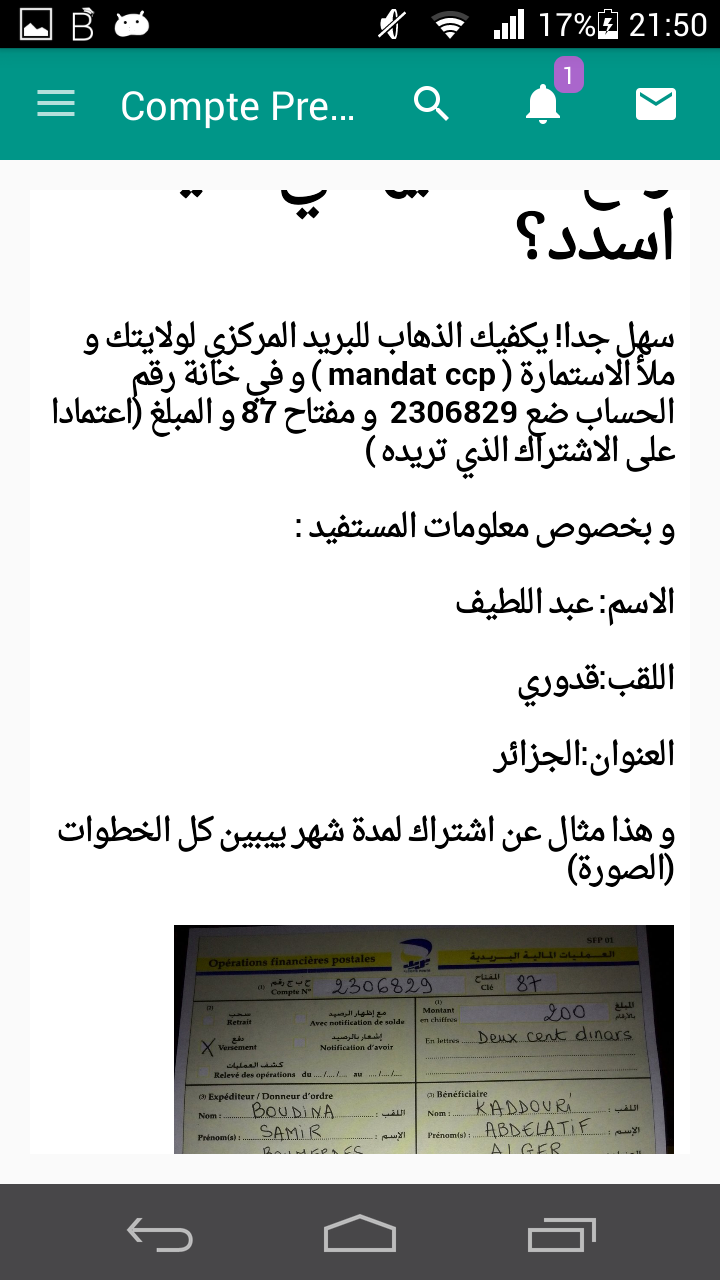 17% 21:50
Compte Pre...
1
اسدد؟
سهل جدا! يكفيك الذهاب للبريد المركزي لولايتك و
ملأ الاستمارة ( mandat ccp ) و في خانة رقم
الحساب ضع 2306829 و مفتاح 87 و المبلغ (اعتمادا
على الاشتراك الذي تريده )
و بخصوص معلومات المستفيد :
الاسم: عبد اللطيف
اللقب:قدوري
العنوان:الجزائر
و هذا مثال عن اشتراك لمدة شهر بييبين كل الخطوات
(الصورة)
SFP 01
Opérations financières postales العمليات المالية البريدية
(1) ح ب ج رقم Compte N° 2306829 المفتاح Clé 87
(2) سحب Retrait
مع إظهار الرصيد Avec notification de solde
X دفع Versement
إشعار بالرصيد Notification d'avoir
كشف العمليات
Relevé des opérations du .../.../... au .../.../...
(1) Montant en chiffres 200 المبلغ بالأرقام
En lettres Deux cent dinars
(3) Expéditeur / Donneur d'ordre
Nom : BOUDINA اللقب :
Prénom(s) : SAMIR الإسم :
BOUMERDES
(3) Bénéficiaire
Nom : KADDOURI اللقب :
Prénom(s) : ABDELATIF الإسم :
ALGER